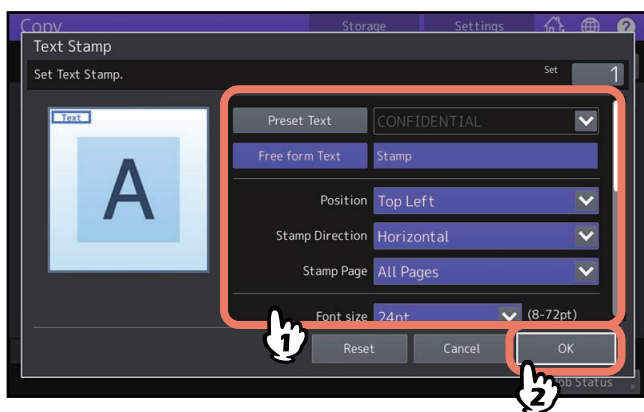 Copy Storage Settings
Text Stamp
Set Text Stamp. Set 1
Text
A
Preset Text CONFIDENTIAL
Free form Text Stamp
Position Top Left
Stamp Direction Horizontal
Stamp Page All Pages
Font size 24pt (8-72pt)
1
Reset Cancel OK
2
Job Status